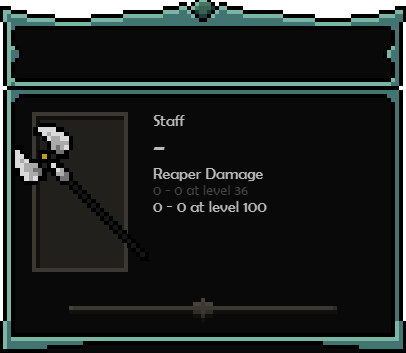 Staff
–
Reaper Damage
0 - 0 at level 36
0 - 0 at level 100